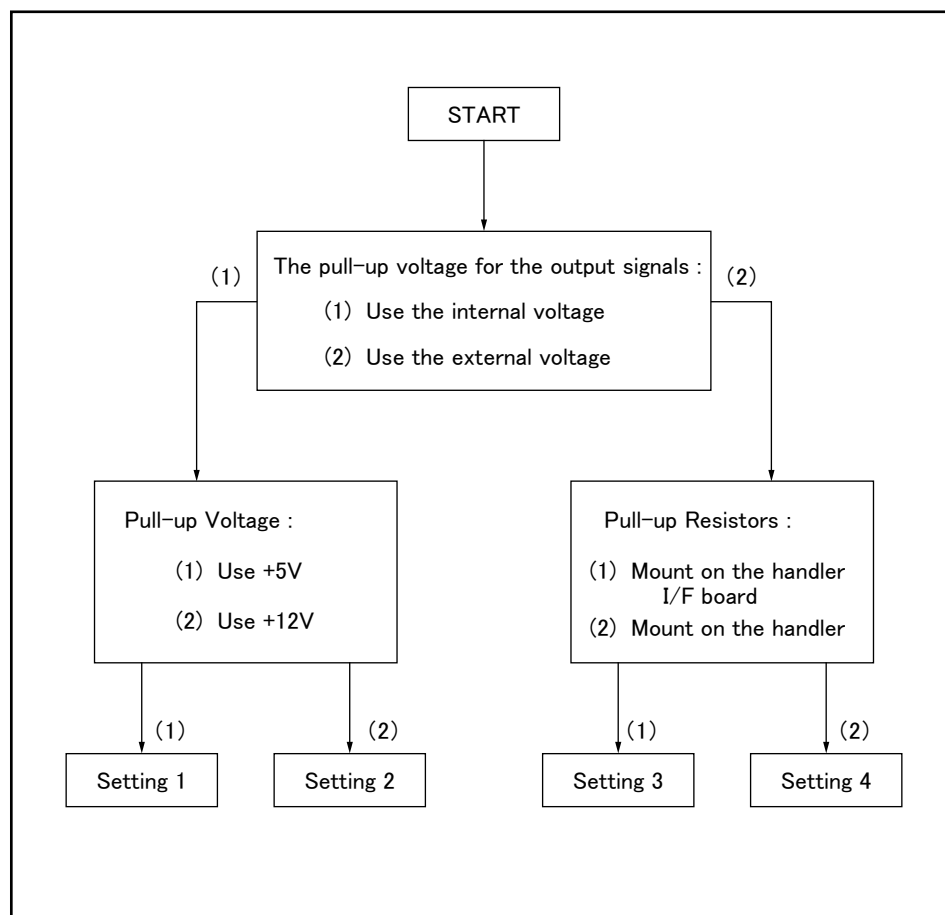 START
The pull-up voltage for the output signals :
(1) Use the internal voltage
(2) Use the external voltage
(1)
(2)
Pull-up Voltage :
(1) Use +5V
(2) Use +12V
Pull-up Resistors :
(1) Mount on the handler
I/F board
(2) Mount on the handler
(1)
(2)
(1)
(2)
Setting 1
Setting 2
Setting 3
Setting 4